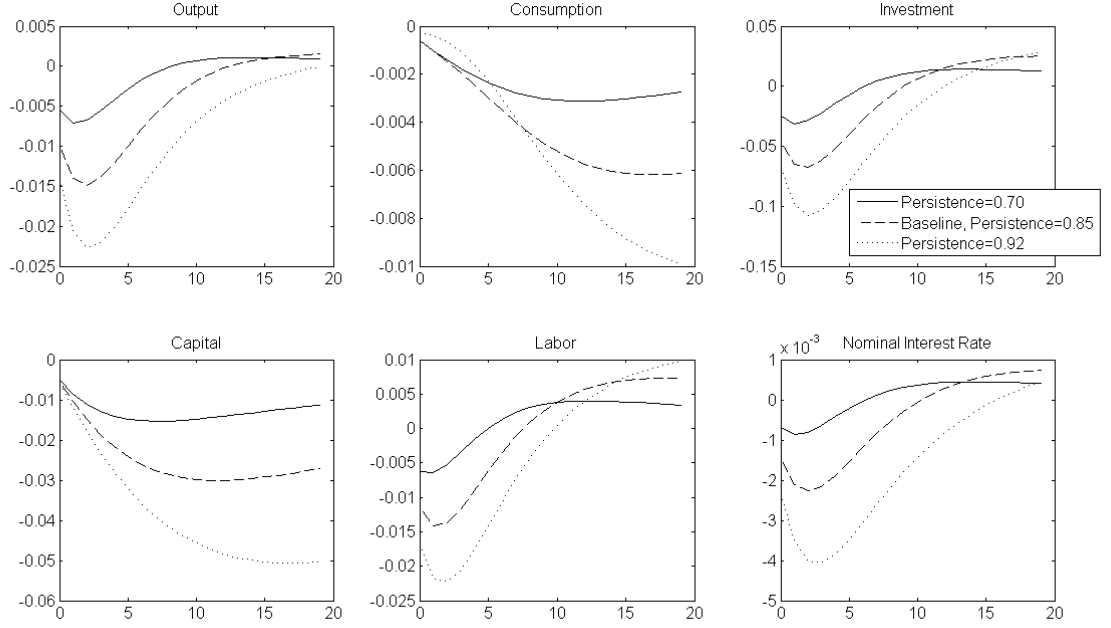 Output
0.005
0
-0.005
-0.01
-0.015
-0.02
-0.025
0 5 10 15 20
Consumption
0
-0.002
-0.004
-0.006
-0.008
-0.01
0 5 10 15 20
Investment
0.05
0
-0.05
-0.1
-0.15
0 5 10 15 20
Persistence=0.70
Baseline, Persistence=0.85
Persistence=0.92
Capital
0
-0.01
-0.02
-0.03
-0.04
-0.05
-0.06
0 5 10 15 20
Labor
0.01
0.005
0
-0.005
-0.01
-0.015
-0.02
-0.025
0 5 10 15 20
Nominal Interest Rate
x 10^-3
1
0
-1
-2
-3
-4
-5
0 5 10 15 20